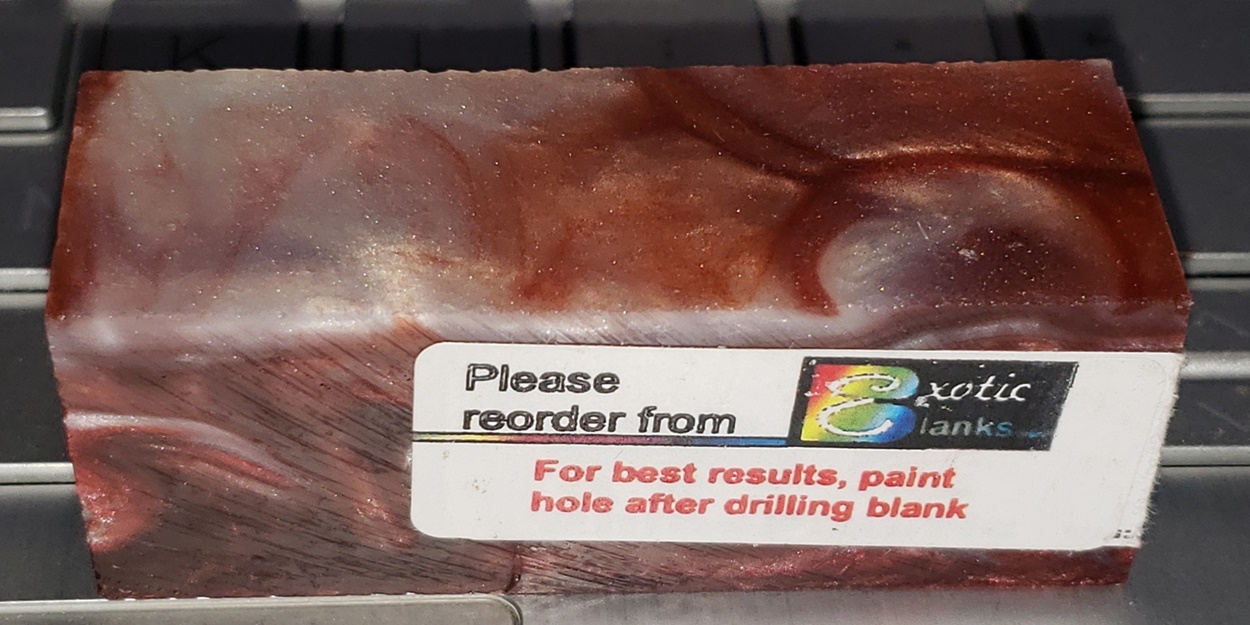 Please
reorder from
Exotic
Blanks
For best results, paint
hole after drilling blank